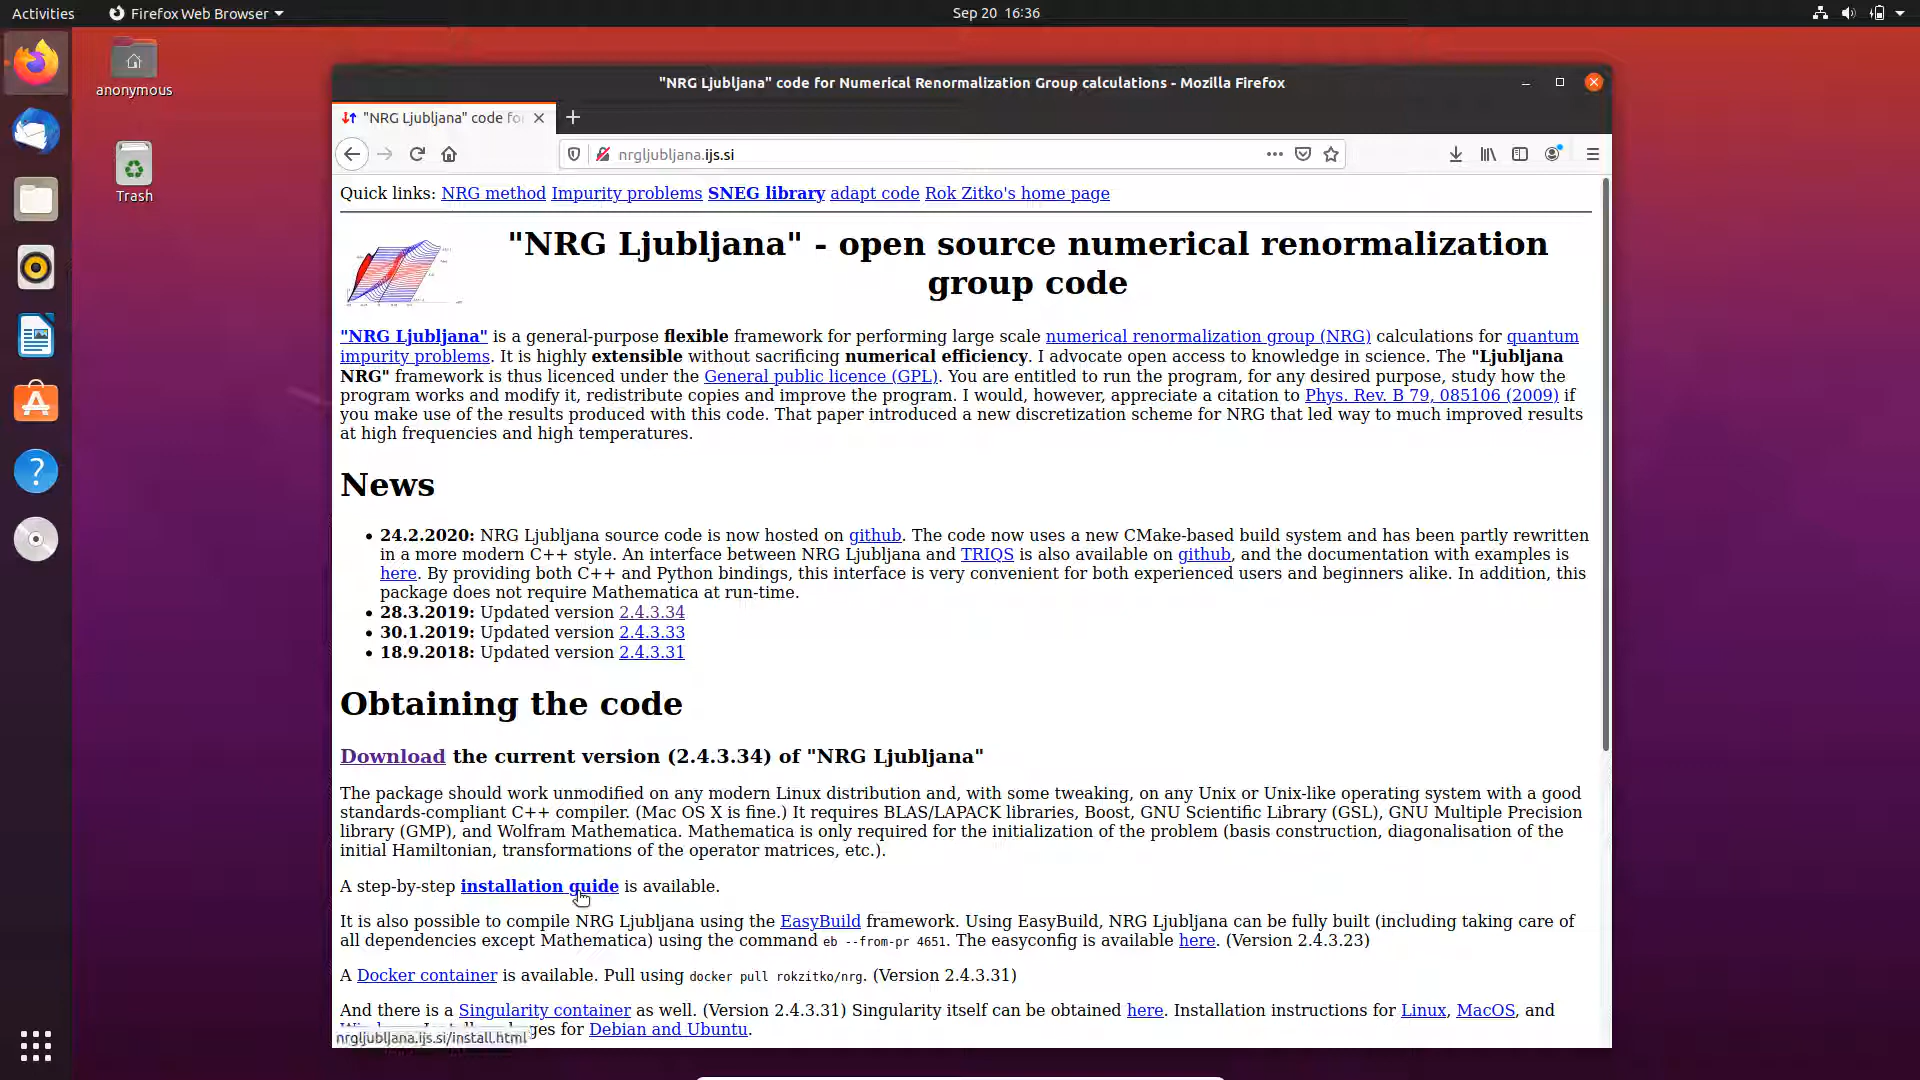 Activities Firefox Web Browser Sep 20 16:36
anonymous
Trash
"NRG Ljubljana" code for Numerical Renormalization Group calculations - Mozilla Firefox
"NRG Ljubljana" code fo
nrgljubljana.ijs.si
Quick links: NRG method Impurity problems SNEG library adapt code Rok Zitko's home page
"NRG Ljubljana" - open source numerical renormalization
group code
"NRG Ljubljana" is a general-purpose flexible framework for performing large scale numerical renormalization group (NRG) calculations for quantum
impurity problems. It is highly extensible without sacrificing numerical efficiency. I advocate open access to knowledge in science. The "Ljubljana
NRG" framework is thus licenced under the General public licence (GPL). You are entitled to run the program, for any desired purpose, study how the
program works and modify it, redistribute copies and improve the program. I would, however, appreciate a citation to Phys. Rev. B 79, 085106 (2009) if
you make use of the results produced with this code. That paper introduced a new discretization scheme for NRG that led way to much improved results
at high frequencies and high temperatures.
News
• 24.2.2020: NRG Ljubljana source code is now hosted on github. The code now uses a new CMake-based build system and has been partly rewritten
in a more modern C++ style. An interface between NRG Ljubljana and TRIQS is also available on github, and the documentation with examples is
here. By providing both C++ and Python bindings, this interface is very convenient for both experienced users and beginners alike. In addition, this
package does not require Mathematica at run-time.
• 28.3.2019: Updated version 2.4.3.34
• 30.1.2019: Updated version 2.4.3.33
• 18.9.2018: Updated version 2.4.3.31
Obtaining the code
Download the current version (2.4.3.34) of "NRG Ljubljana"
The package should work unmodified on any modern Linux distribution and, with some tweaking, on any Unix or Unix-like operating system with a good
standards-compliant C++ compiler. (Mac OS X is fine.) It requires BLAS/LAPACK libraries, Boost, GNU Scientific Library (GSL), GNU Multiple Precision
library (GMP), and Wolfram Mathematica. Mathematica is only required for the initialization of the problem (basis construction, diagonalisation of the
initial Hamiltonian, transformations of the operator matrices, etc.).
A step-by-step installation guide is available.
It is also possible to compile NRG Ljubljana using the EasyBuild framework. Using EasyBuild, NRG Ljubljana can be fully built (including taking care of
all dependencies except Mathematica) using the command eb --from-pr 4651. The easyconfig is available here. (Version 2.4.3.23)
A Docker container is available. Pull using docker pull rokzitko/nrg. (Version 2.4.3.31)
And there is a Singularity container as well. (Version 2.4.3.31) Singularity itself can be obtained here. Installation instructions for Linux, MacOS, and
for Debian and Ubuntu.
nrgljubljana.ijs.si/install.html